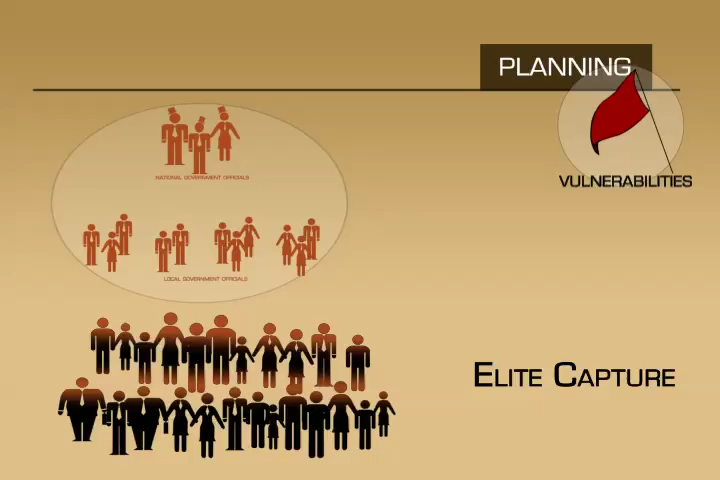 PLANNING
VULNERABILITIES
NATIONAL GOVERNMENT OFFICIALS
LOCAL GOVERNMENT OFFICIALS
ELITE CAPTURE